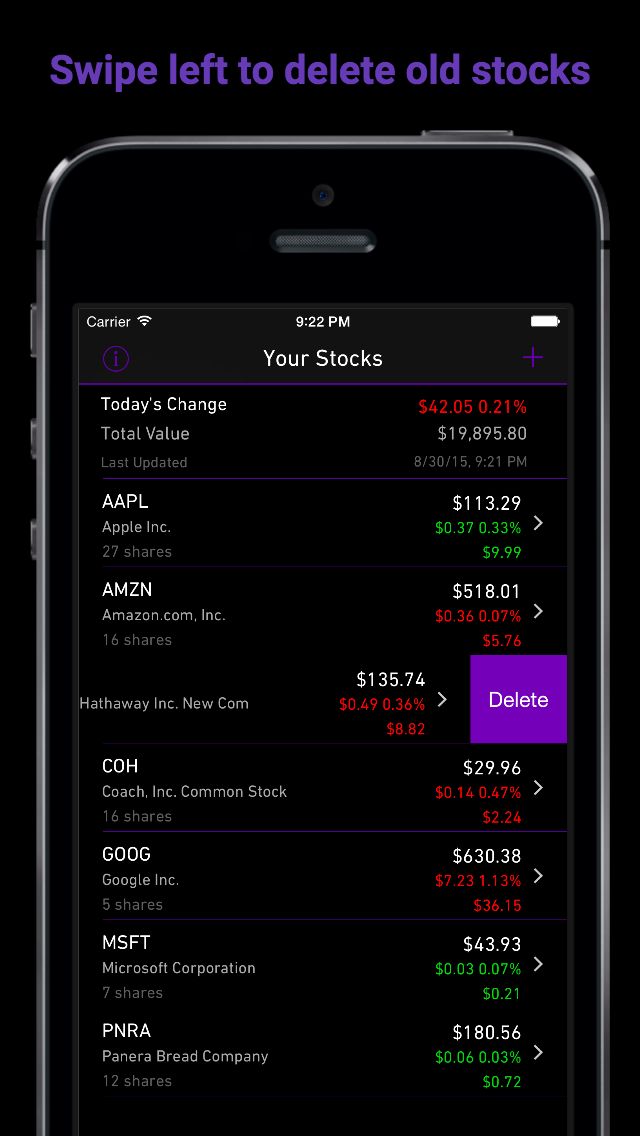 Swipe left to delete old stocks
Carrier 9:22 PM
Your Stocks
Today's Change $42.05 0.21%
Total Value $19,895.80
Last Updated 8/30/15, 9:21 PM
AAPL $113.29
Apple Inc. $0.37 0.33%
27 shares $9.99
AMZN $518.01
Amazon.com, Inc. $0.36 0.07%
16 shares $5.76
$135.74
Hathaway Inc. New Com $0.49 0.36% Delete
$8.82
COH $29.96
Coach, Inc. Common Stock $0.14 0.47%
16 shares $2.24
GOOG $630.38
Google Inc. $7.23 1.13%
5 shares $36.15
MSFT $43.93
Microsoft Corporation $0.03 0.07%
7 shares $0.21
PNRA $180.56
Panera Bread Company $0.06 0.03%
12 shares $0.72